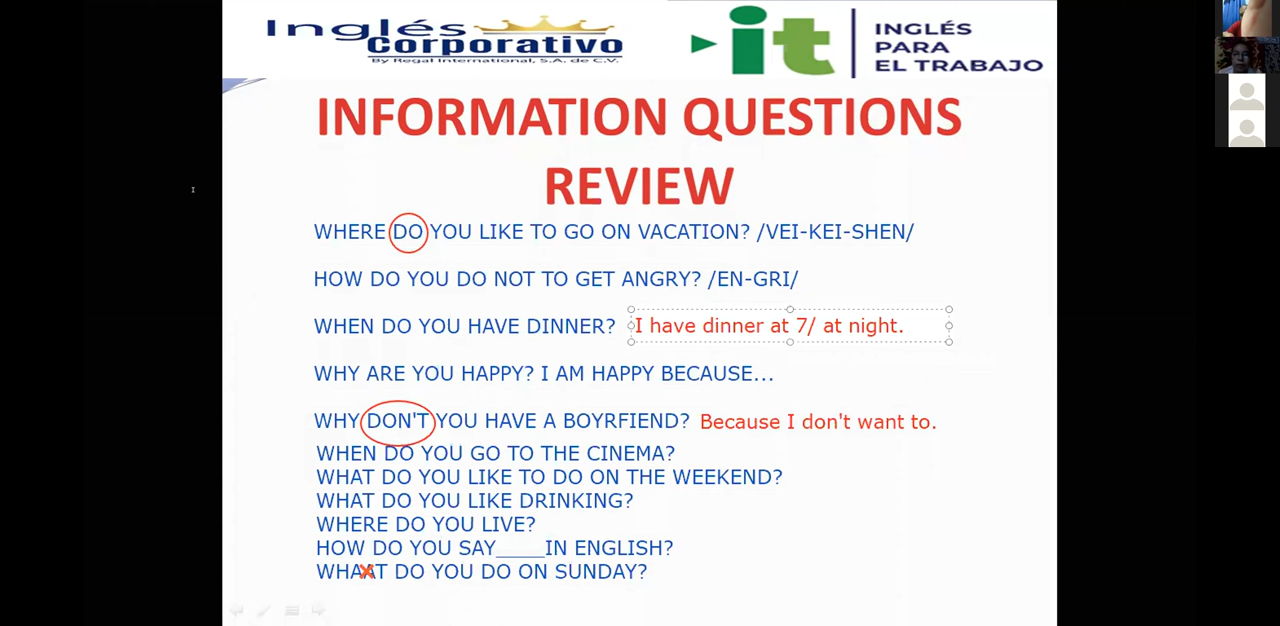 Inglés
Corporativo
By Regal International, S.A. de C.V.
it
INGLÉS
PARA
EL TRABAJO
INFORMATION QUESTIONS
REVIEW
WHERE DO YOU LIKE TO GO ON VACATION? /VEI-KEI-SHEN/
HOW DO YOU DO NOT TO GET ANGRY? /EN-GRI/
WHEN DO YOU HAVE DINNER? I have dinner at 7/ at night.
WHY ARE YOU HAPPY? I AM HAPPY BECAUSE...
WHY DON'T YOU HAVE A BOYRFIEND? Because I don't want to.
WHEN DO YOU GO TO THE CINEMA?
WHAT DO YOU LIKE TO DO ON THE WEEKEND?
WHAT DO YOU LIKE DRINKING?
WHERE DO YOU LIVE?
HOW DO YOU SAY____IN ENGLISH?
WHAAT DO YOU DO ON SUNDAY?